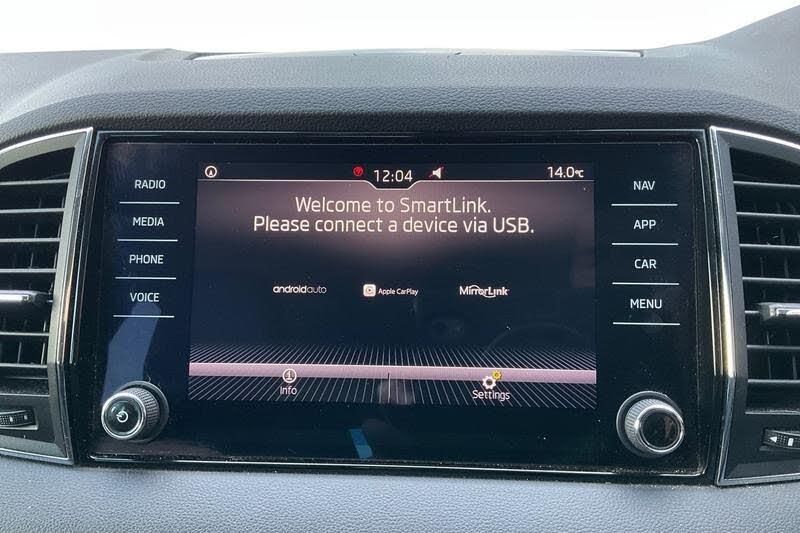 RADIO
MEDIA
PHONE
VOICE
12:04
14.0°C
Welcome to SmartLink.
Please connect a device via USB.
androidauto
Apple CarPlay
MirrorLink
Info
Settings
NAV
APP
CAR
MENU